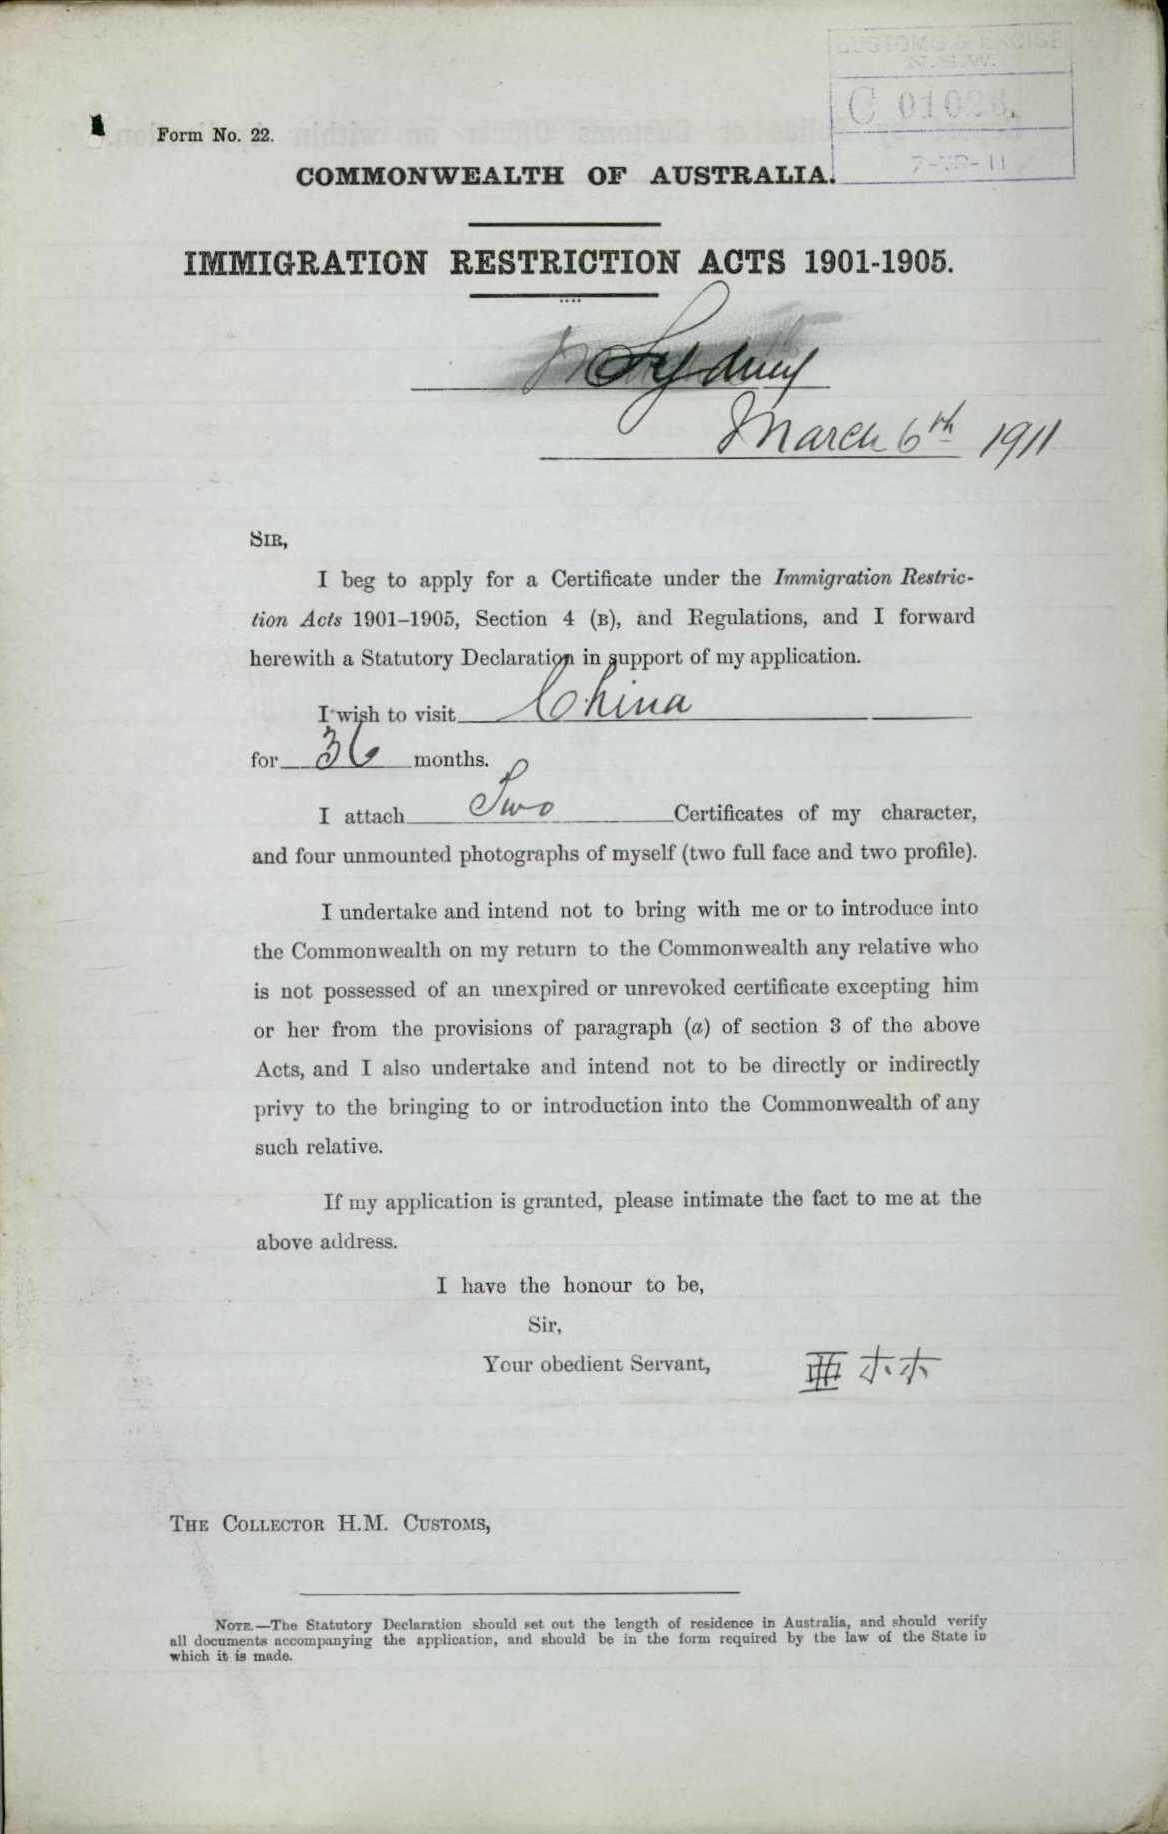 CUSTOMS & EXCISE
N.S.W.
C 01026.
Form No. 22.
COMMONWEALTH OF AUSTRALIA.
IMMIGRATION RESTRICTION ACTS 1901-1905.
Sydney
March 6th 1911
SIR,
I beg to apply for a Certificate under the Immigration Restric-
tion Acts 1901–1905, Section 4 (B), and Regulations, and I forward
herewith a Statutory Declaration in support of my application.
I wish to visit China
for 36 months.
I attach Two Certificates of my character,
and four unmounted photographs of myself (two full face and two profile).
I undertake and intend not to bring with me or to introduce into
the Commonwealth on my return to the Commonwealth any relative who
is not possessed of an unexpired or unrevoked certificate excepting him
or her from the provisions of paragraph (a) of section 3 of the above
Acts, and I also undertake and intend not to be directly or indirectly
privy to the bringing to or introduction into the Commonwealth of any
such relative.
If my application is granted, please intimate the fact to me at the
above address.
I have the honour to be,
Sir,
Your obedient Servant,
THE COLLECTOR H.M. CUSTOMS,
NOTE.—The Statutory Declaration should set out the length of residence in Australia, and should verify
all documents accompanying the application, and should be in the form required by the law of the State in
which it is made.